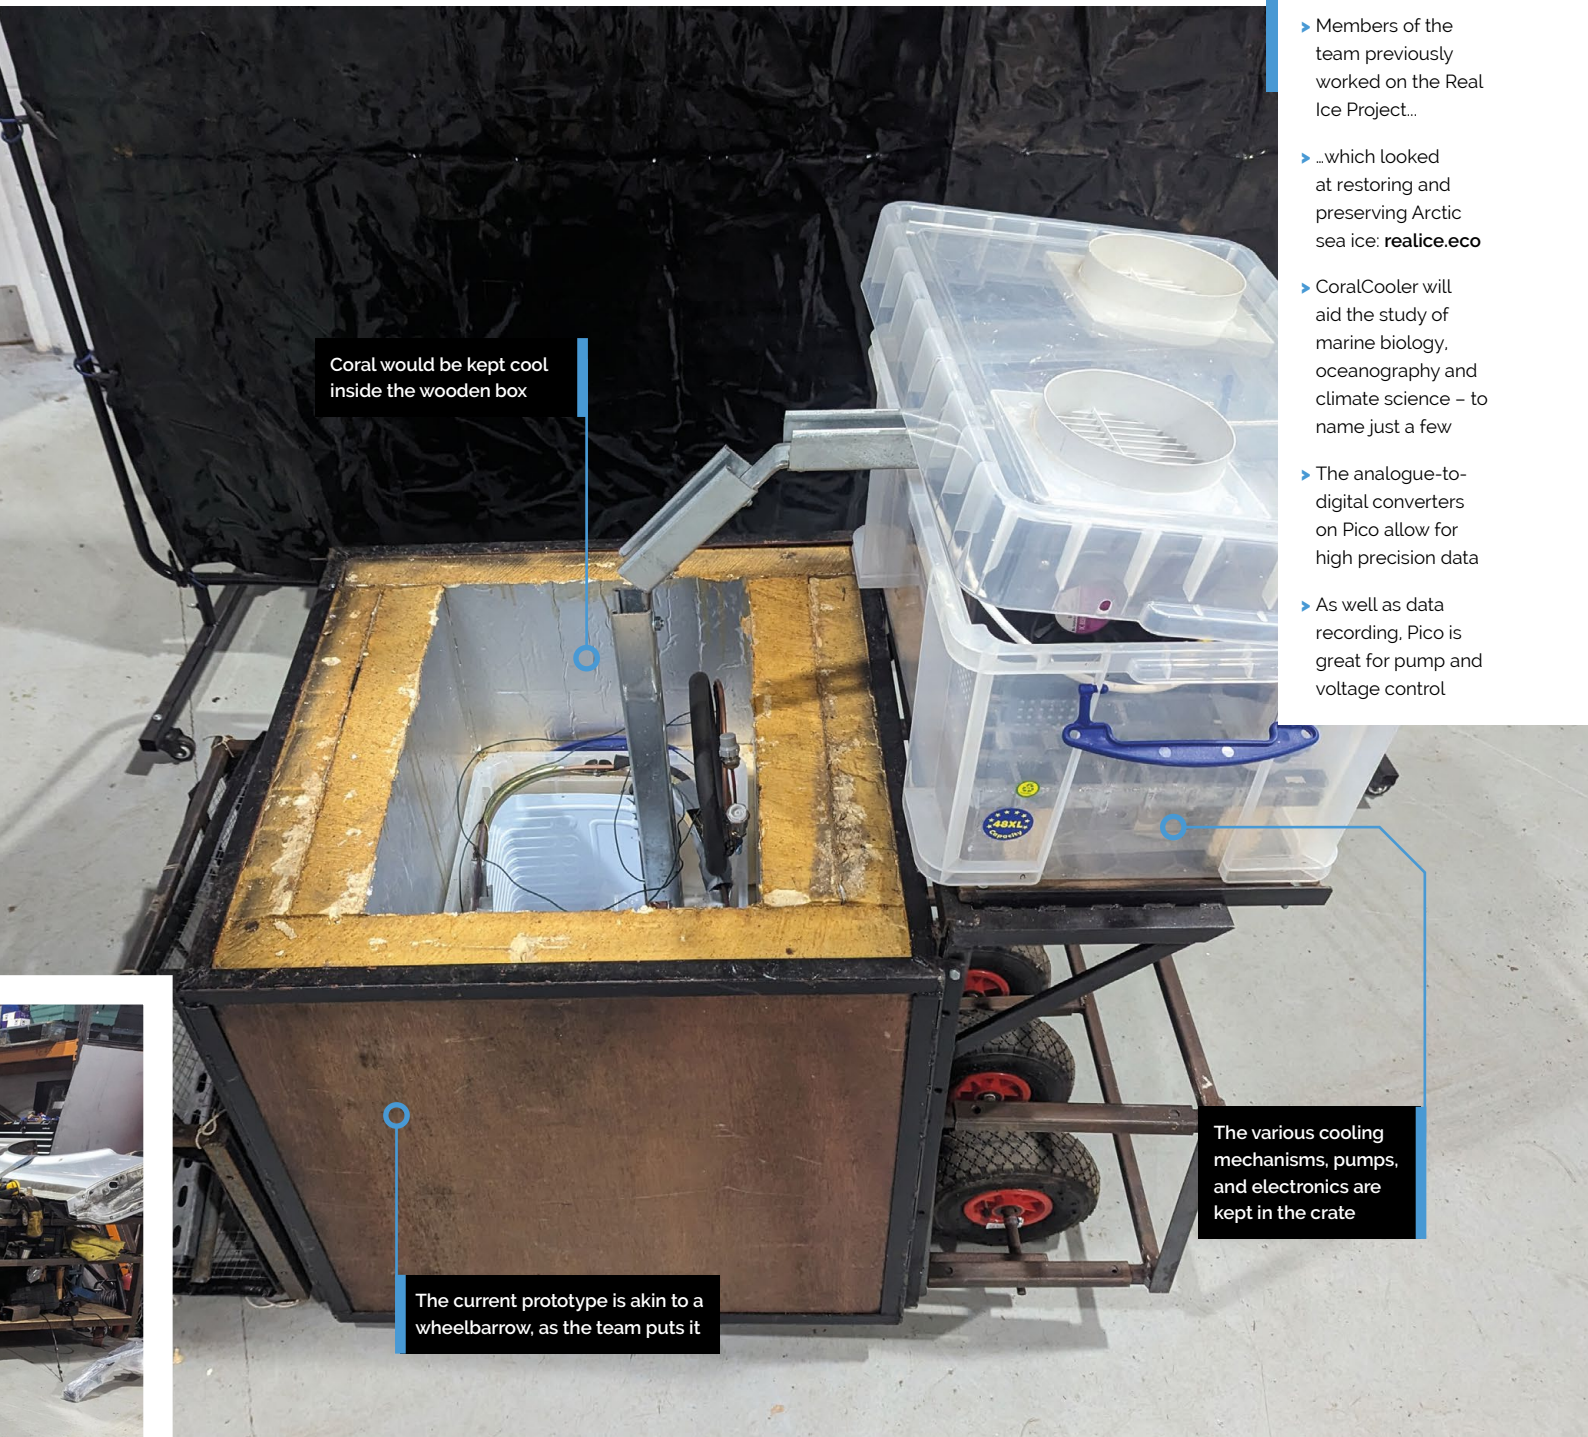 > Members of the
team previously
worked on the Real
Ice Project...
> ...which looked
at restoring and
preserving Arctic
sea ice: realice.eco
> CoralCooler will
aid the study of
marine biology,
oceanography and
climate science – to
name just a few
> The analogue-to-
digital converters
on Pico allow for
high precision data
> As well as data
recording, Pico is
great for pump and
voltage control
Coral would be kept cool
inside the wooden box
48XL
Capacity
The various cooling
mechanisms, pumps,
and electronics are
kept in the crate
The current prototype is akin to a
wheelbarrow, as the team puts it